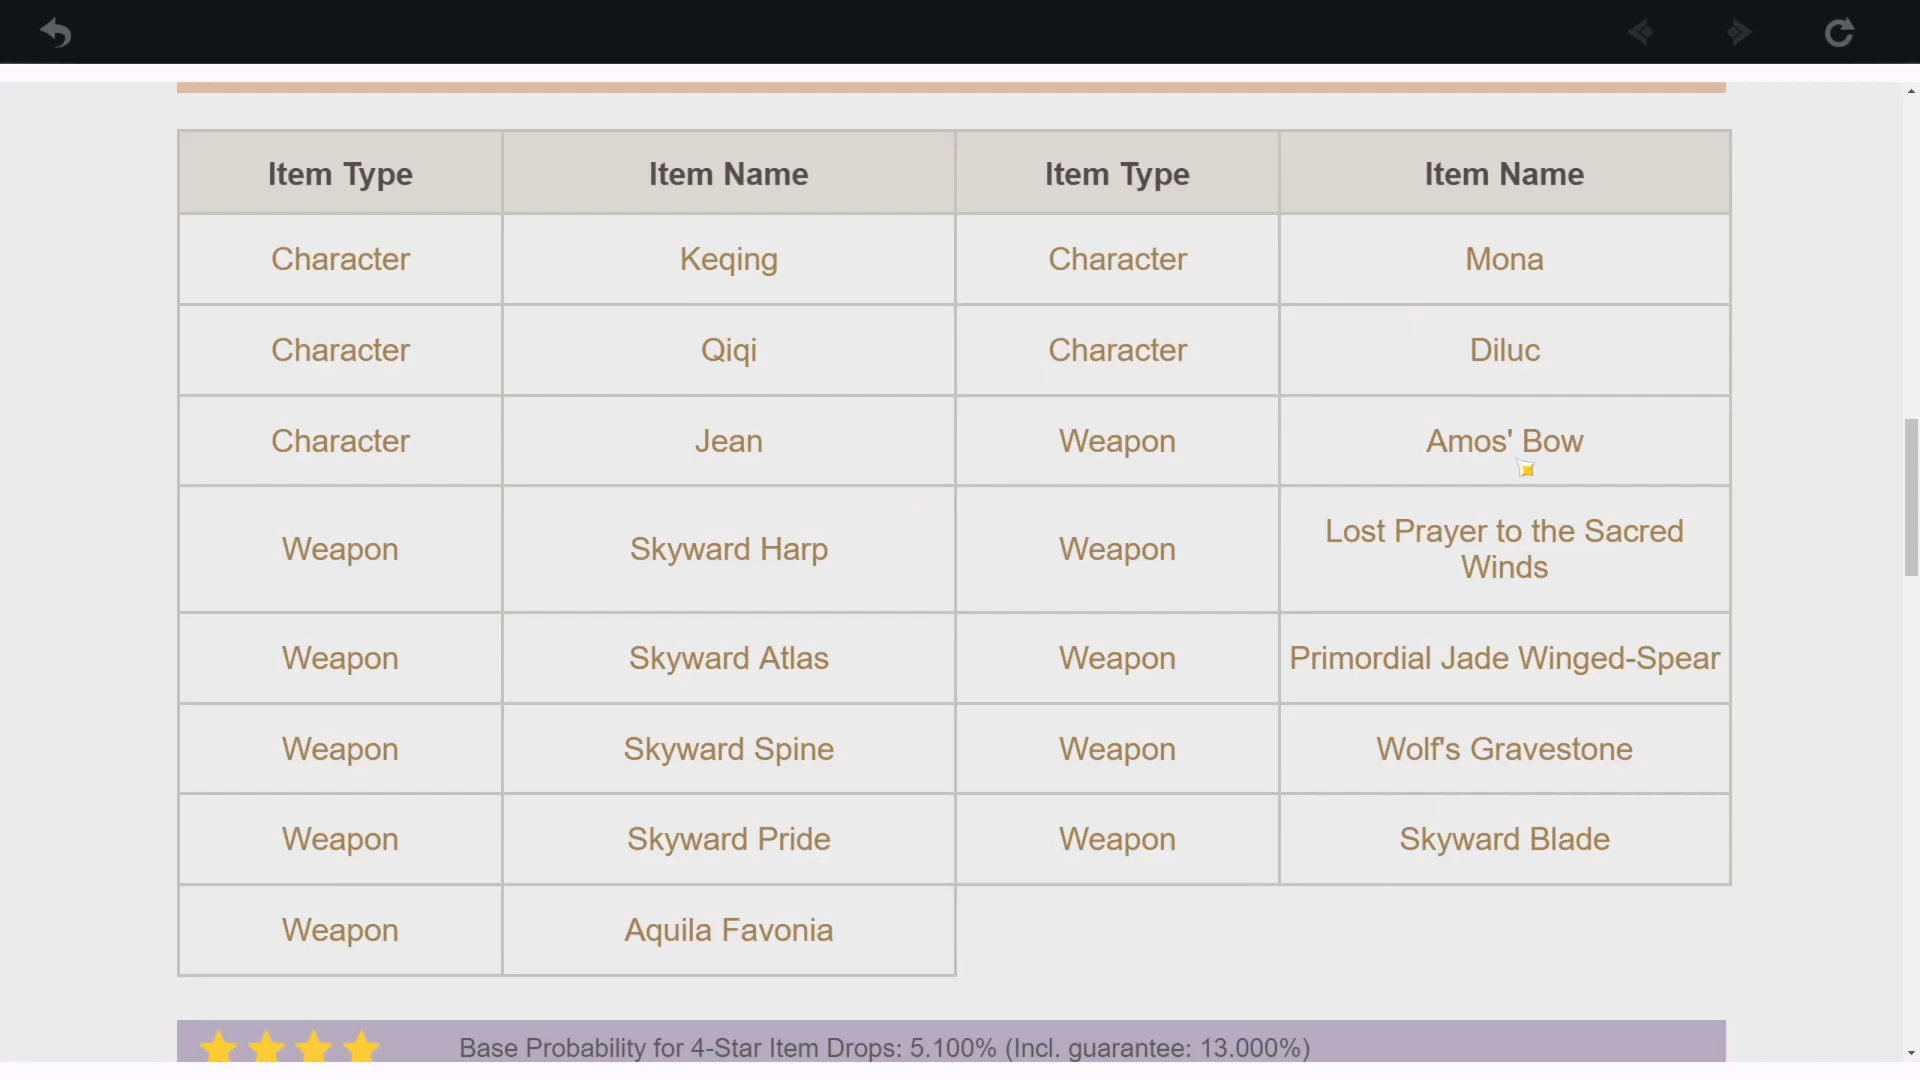 Item Type Item Name Item Type Item Name
Character Keqing Character Mona
Character Qiqi Character Diluc
Character Jean Weapon Amos' Bow
Weapon Skyward Harp Weapon Lost Prayer to the Sacred
Winds
Weapon Skyward Atlas Weapon Primordial Jade Winged-Spear
Weapon Skyward Spine Weapon Wolf's Gravestone
Weapon Skyward Pride Weapon Skyward Blade
Weapon Aquila Favonia
Base Probability for 4-Star Item Drops: 5.100% (Incl. guarantee: 13.000%)